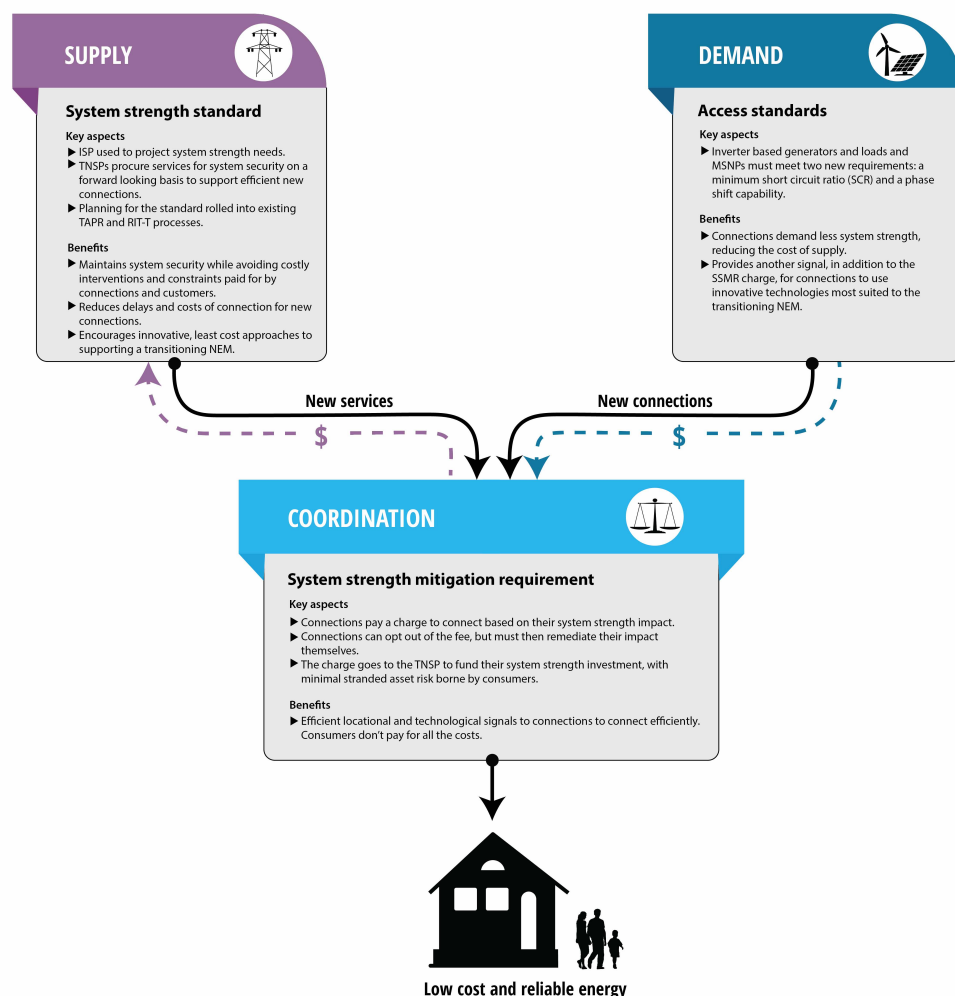 SUPPLY
System strength standard
Key aspects
▶ ISP used to project system strength needs.
▶ TNSPs procure services for system security on a
forward looking basis to support efficient new
connections.
▶ Planning for the standard rolled into existing
TAPR and RIT-T processes.
Benefits
▶ Maintains system security while avoiding costly
interventions and constraints paid for by
connections and customers.
▶ Reduces delays and costs of connection for new
connections.
▶ Encourages innovative, least cost approaches to
supporting a transitioning NEM.
DEMAND
Access standards
Key aspects
▶ Inverter based generators and loads and
MSNPs must meet two new requirements: a
minimum short circuit ratio (SCR) and a phase
shift capability.
Benefits
▶ Connections demand less system strength,
reducing the cost of supply.
▶ Provides another signal, in addition to the
SSMR charge, for connections to use
innovative technologies most suited to the
transitioning NEM.
New services
$
New connections
$
COORDINATION
System strength mitigation requirement
Key aspects
▶ Connections pay a charge to connect based on their system strength impact.
▶ Connections can opt out of the fee, but must then remediate their impact
themselves.
▶ The charge goes to the TNSP to fund their system strength investment, with
minimal stranded asset risk borne by consumers.
Benefits
▶ Efficient locational and technological signals to connections to connect efficiently.
Consumers don't pay for all the costs.
Low cost and reliable energy